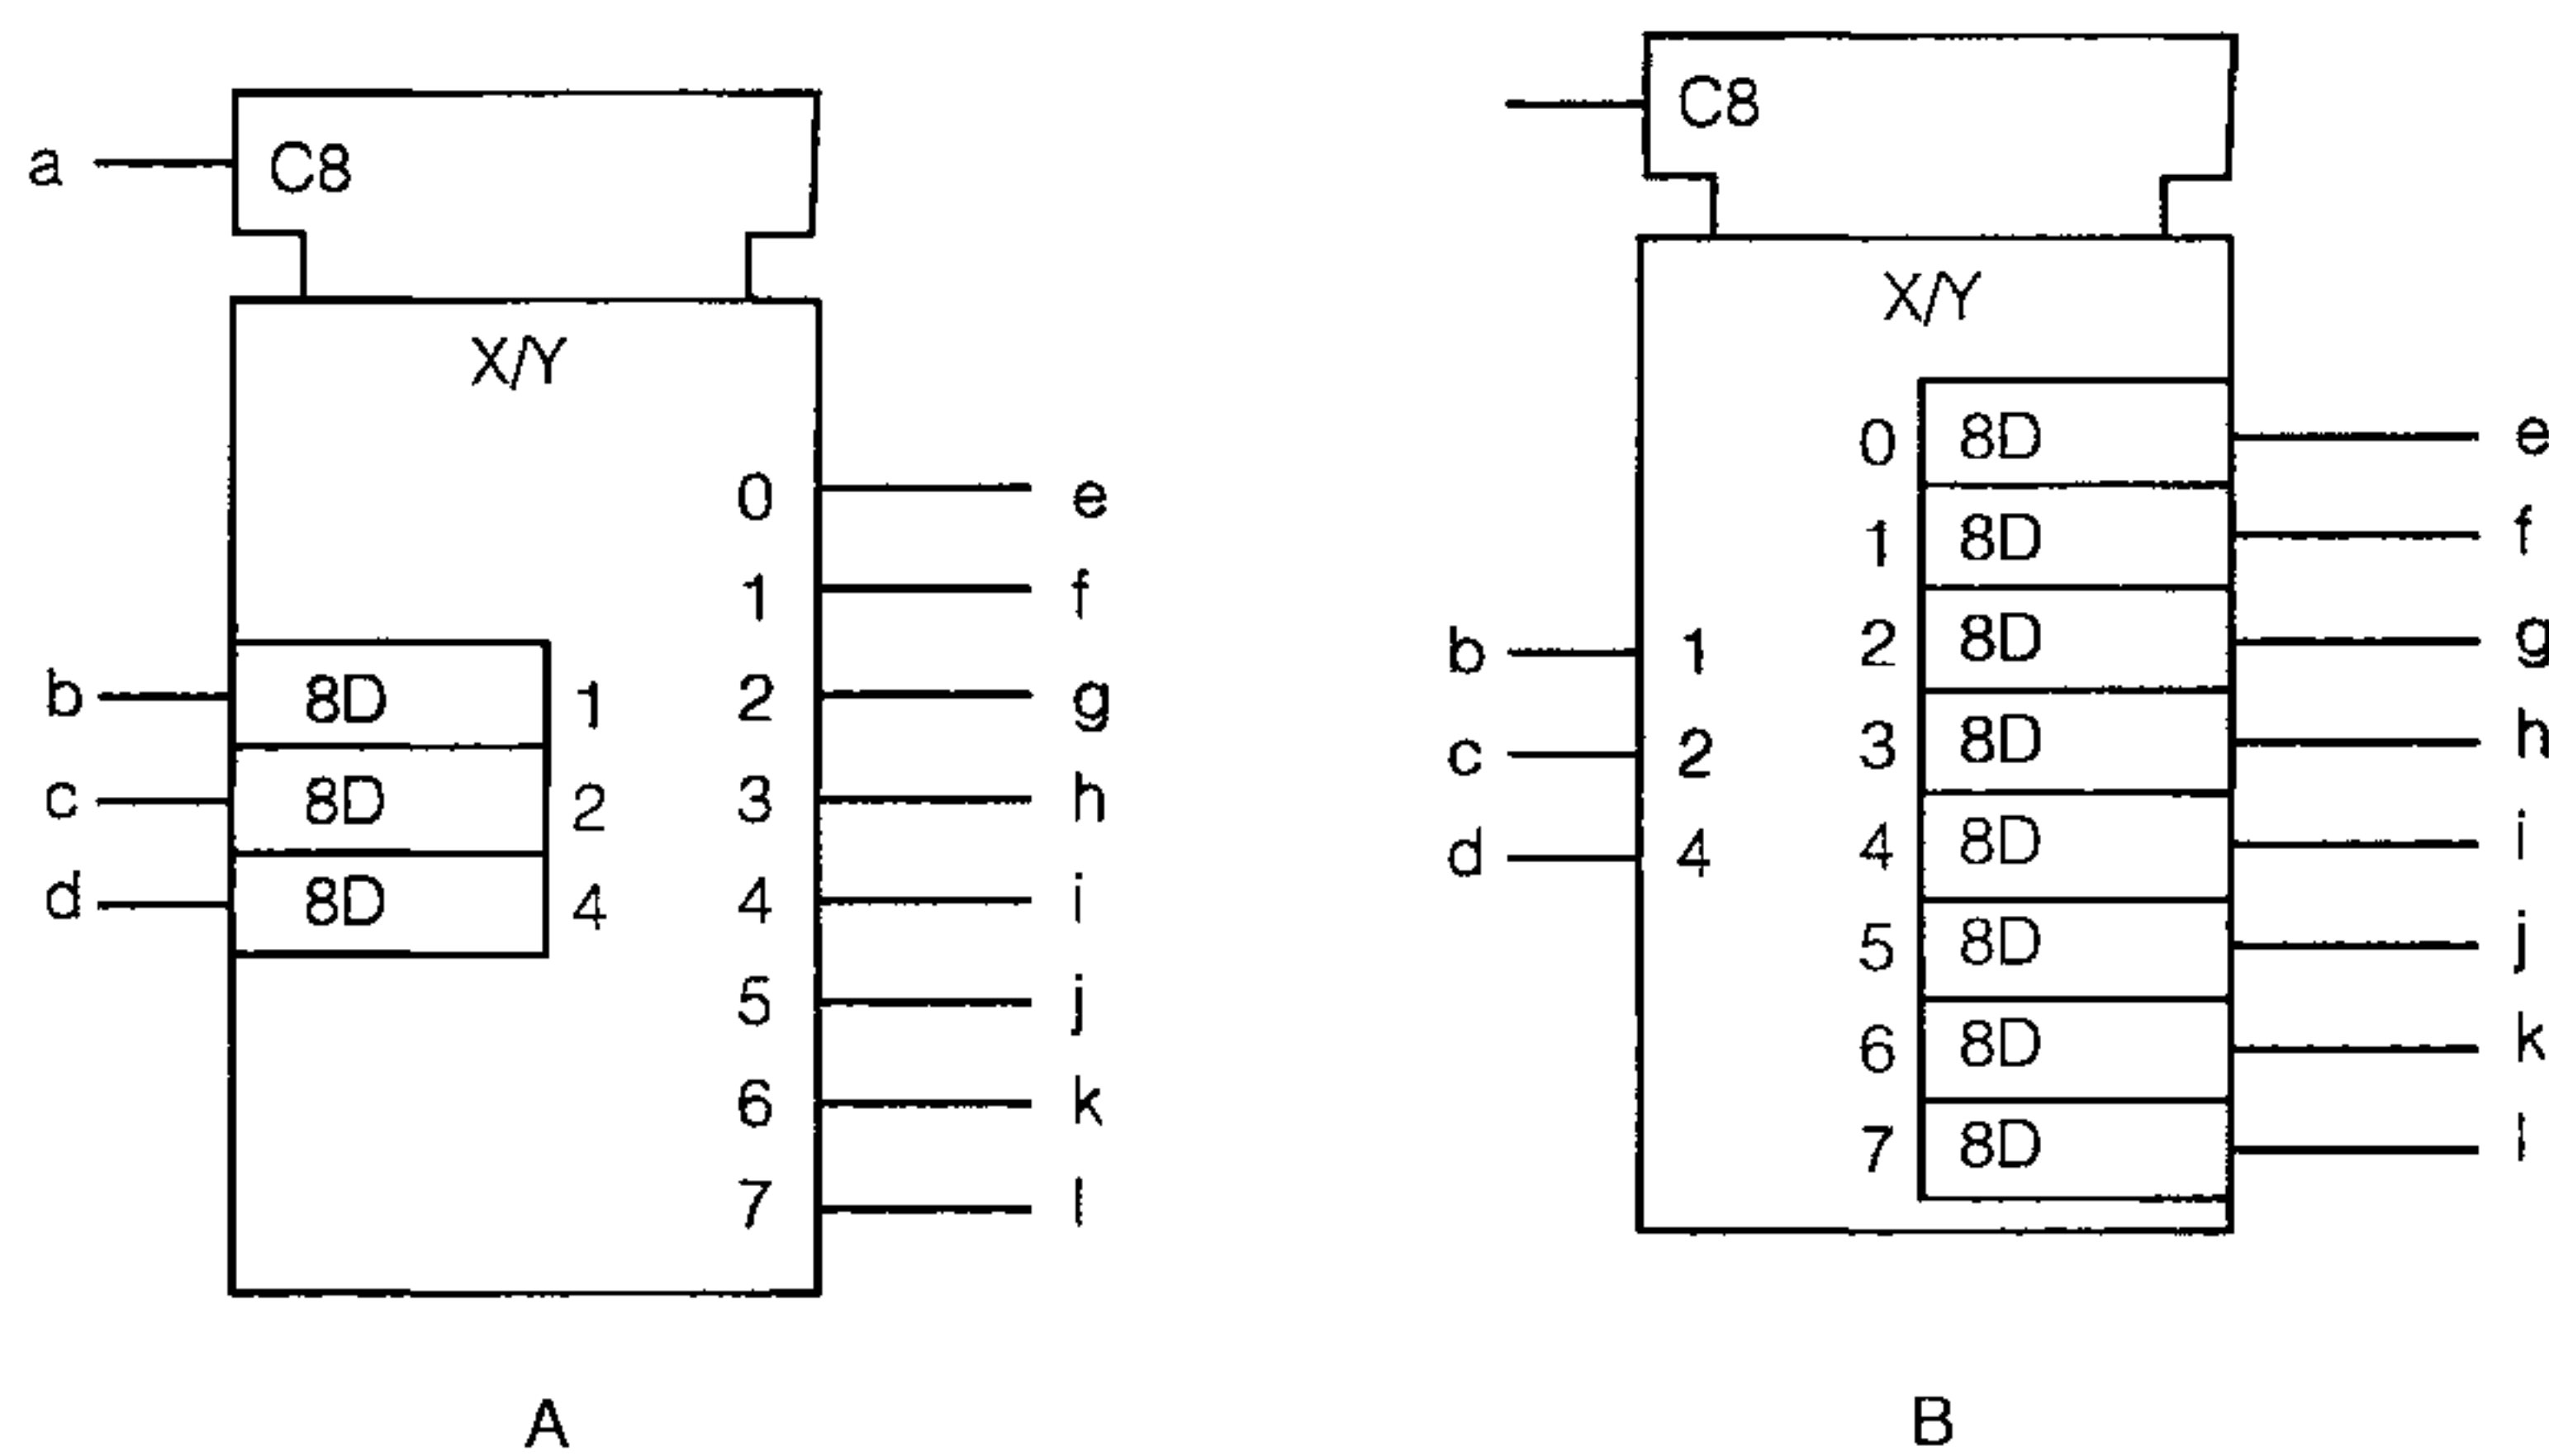 a C8
X/Y
0 e
1 f
b 8D 1 2 g
c 8D 2 3 h
d 8D 4 4 i
5 j
6 k
7 l
A
C8
X/Y
0 8D e
1 8D f
b 1 2 8D g
c 2 3 8D h
d 4 4 8D i
5 8D j
6 8D k
7 8D l
B